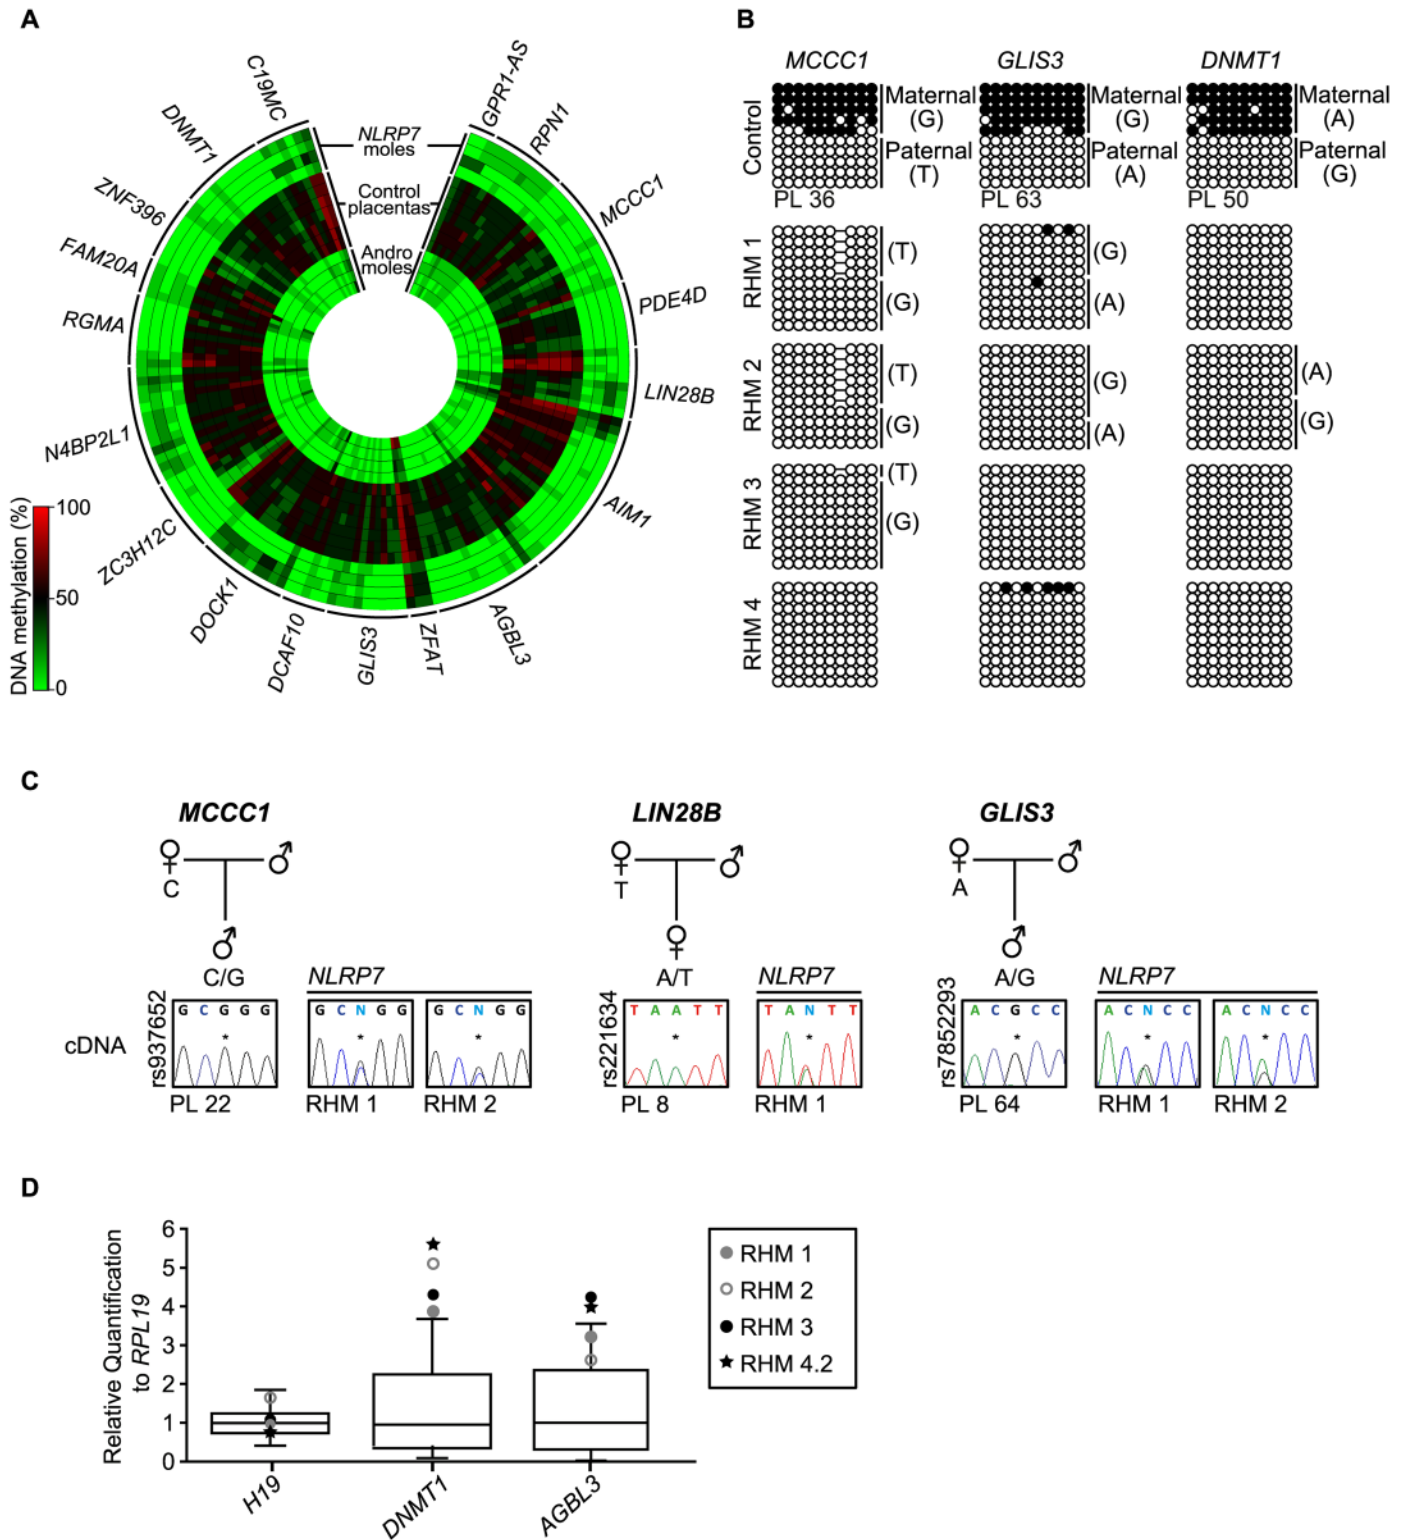 A
C19MC
GPR1-AS
DNMT1
NLRP7
moles
RPN1
ZNF396
Control
placentas
MCCC1
FAM20A
Andro
moles
PDE4D
RGMA
LIN28B
N4BP2L1
AIM1
ZC3H12C
DOCK1
DCAF10
GLIS3
ZFAT
AGBL3
DNA methylation (%)
100
50
0
B
MCCC1 GLIS3 DNMT1
Control
Maternal
(G)
Paternal
(T)
PL 36
Maternal
(G)
Paternal
(A)
PL 63
Maternal
(A)
Paternal
(G)
PL 50
RHM 1
(T)
(G)
(G)
(A)
RHM 2
(T)
(G)
(G)
(A)
(A)
(G)
RHM 3
(T)
(G)
RHM 4
C
MCCC1
C
C/G
NLRP7
cDNA
rs937652
G C G G G
*
PL 22
G C N G G
*
RHM 1
G C N G G
*
RHM 2
LIN28B
T
A/T
NLRP7
rs221634
T A A T T
*
PL 8
T A N T T
*
RHM 1
GLIS3
A
A/G
NLRP7
rs7852293
A C G C C
*
PL 64
A C N C C
*
RHM 1
A C N C C
*
RHM 2
D
Relative Quantification
to RPL19
6
5
4
3
2
1
0
H19
DNMT1
AGBL3
RHM 1
RHM 2
RHM 3
RHM 4.2